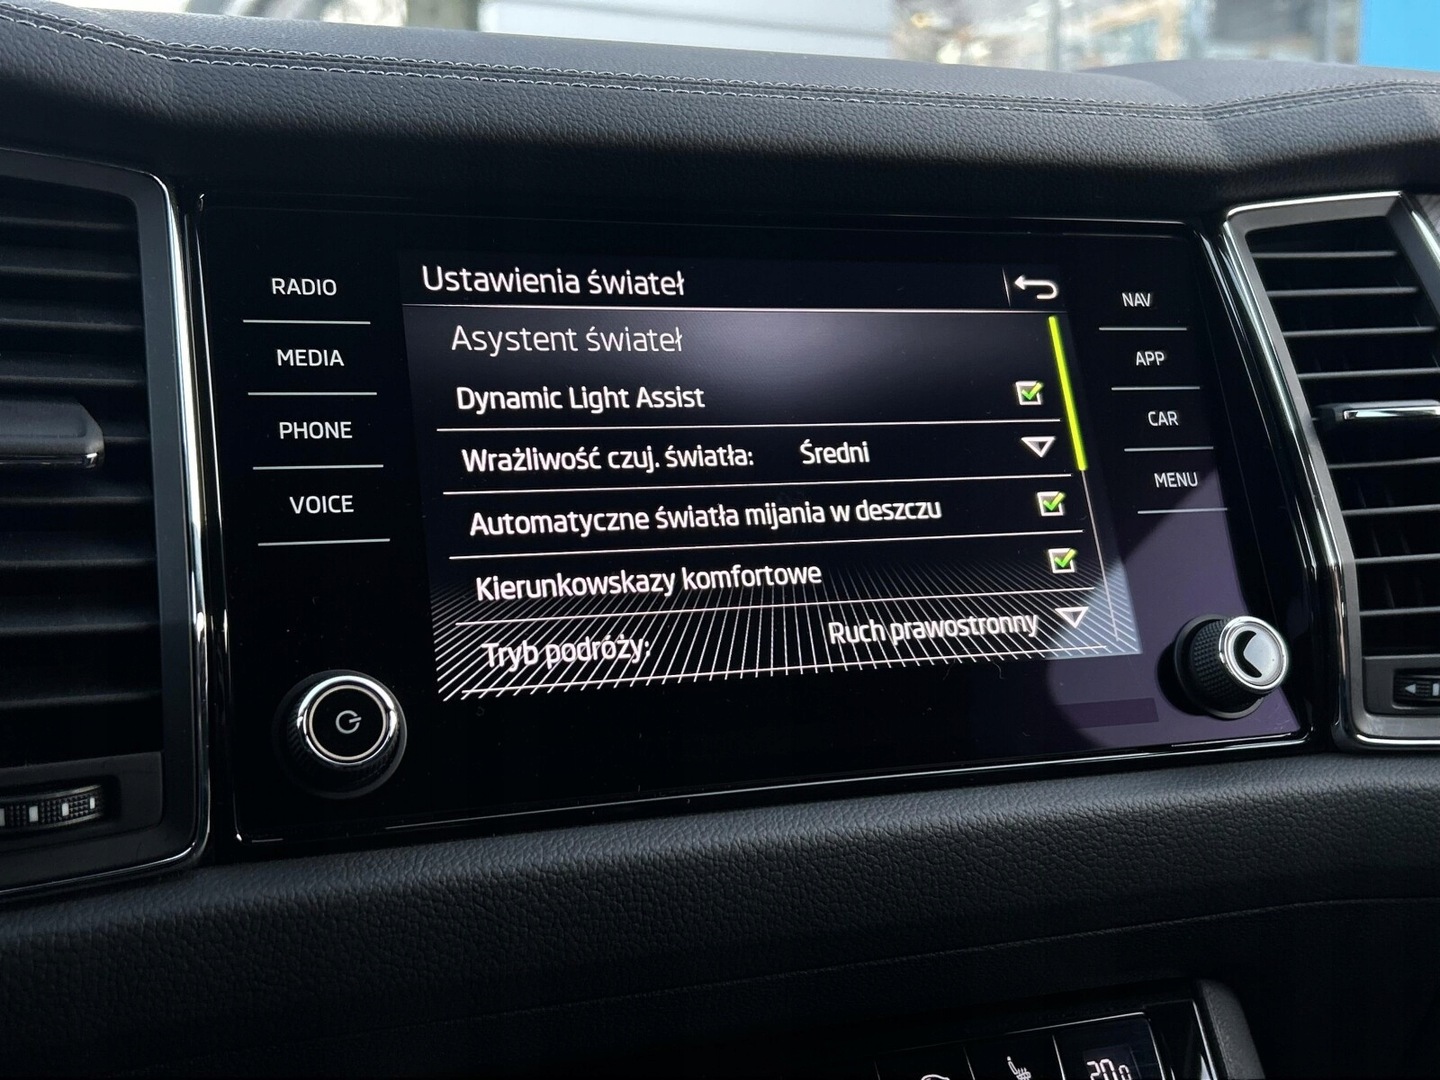 RADIO
MEDIA
PHONE
VOICE
Ustawienia świateł
Asystent świateł
Dynamic Light Assist
Wrażliwość czuj. światła: Średni
Automatyczne światła mijania w deszczu
Kierunkowskazy komfortowe
Tryb podróży: Ruch prawostronny
NAV
APP
CAR
MENU